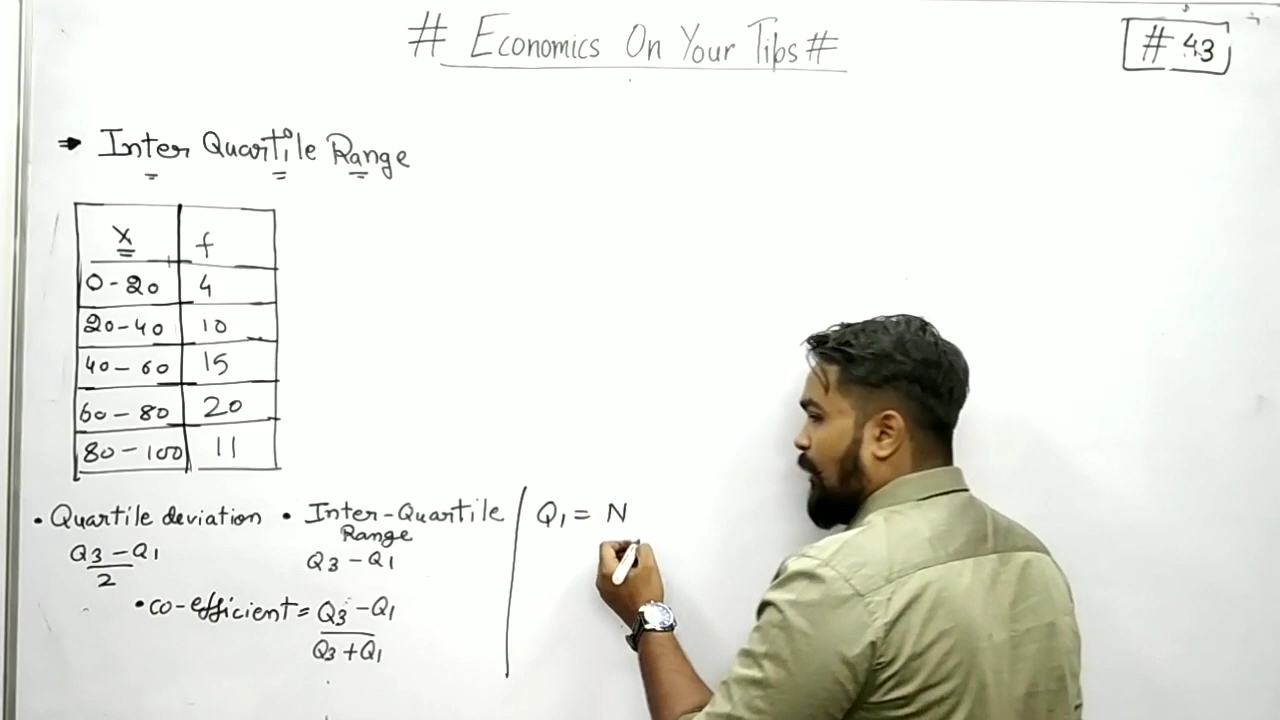 # Economics On Your Tips #
# 43
⇒ Inter Quartile Range
X f
0-20 4
20-40 10
40-60 15
60-80 20
80-100 11
• Quartile deviation
Q3-Q1
2
• Inter-Quartile
Range
Q3-Q1
• co-efficient = Q3-Q1
Q3+Q1
Q1 = N